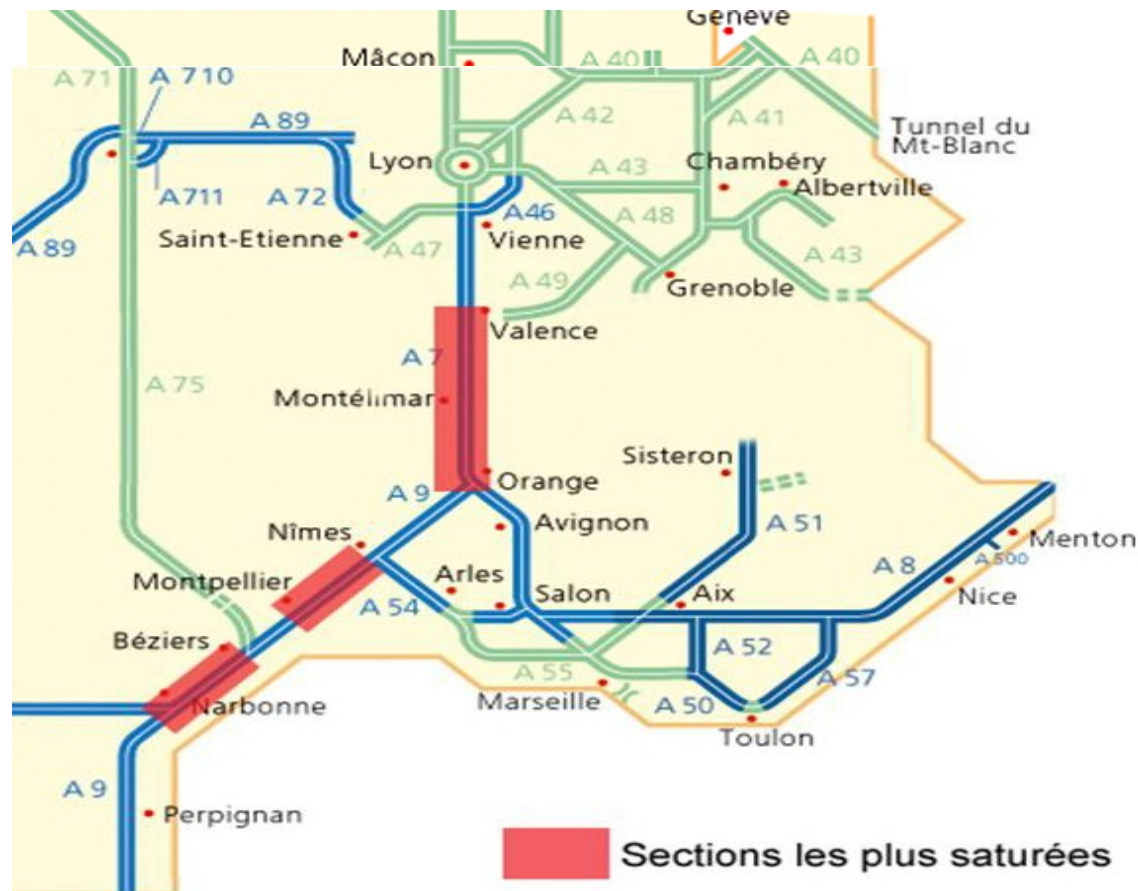 Genève
Mâcon
A 40
A 40
A 71
A 710
A 89
A 42
A 41
Tunnel du
Mt-Blanc
Lyon
A 43
Chambéry
Albertville
A711
A 72
A46
A 48
A 89
Saint-Etienne
A 47
Vienne
A 43
A 49
Grenoble
Valence
A 7
A 75
Montélimar
Sisteron
Orange
A 9
Avignon
A 51
Nîmes
Menton
A 500
Montpellier
Arles
Salon
Aix
A 8
Nice
A 54
Béziers
A 52
A 55
A 57
Narbonne
Marseille
A 50
Toulon
A 9
Perpignan
Sections les plus saturées